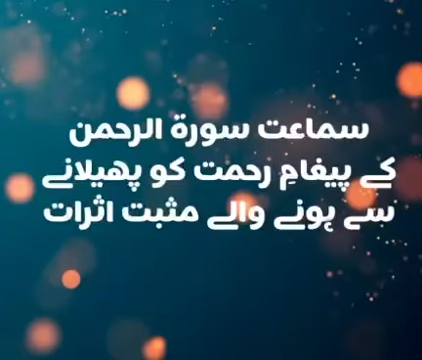 سماعت سورۃ الرحمن
کے پیغامِ رحمت کو پھیلانے
سے ہونے والے مثبت اثرات